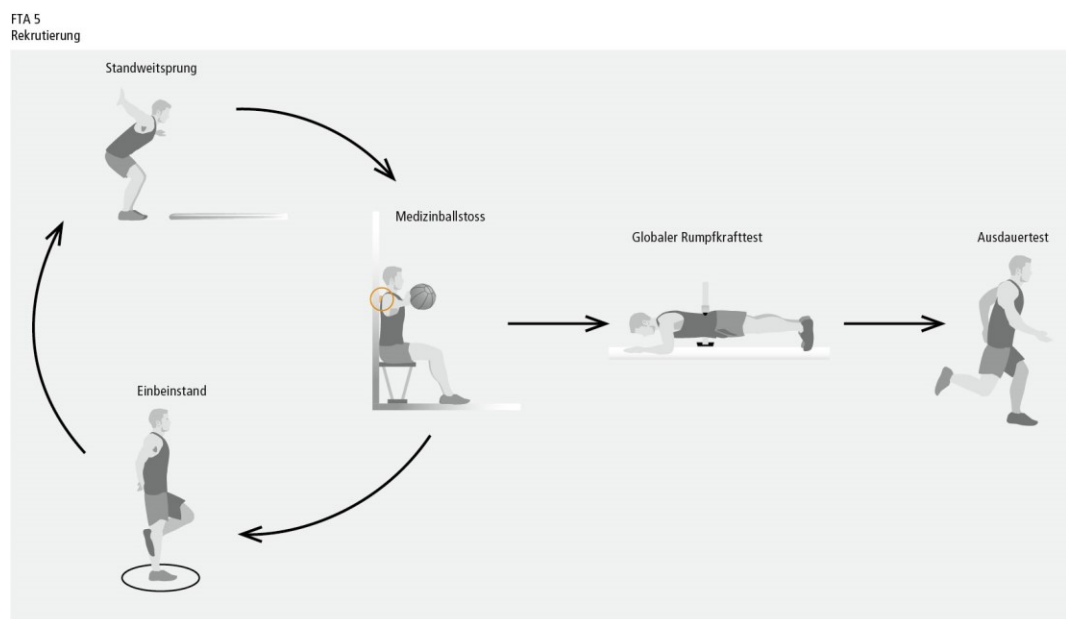 FTA 5
Rekrutierung
Standweitsprung
Medizinballstoss
Globaler Rumpfkrafttest
Ausdauertest
Einbeinstand